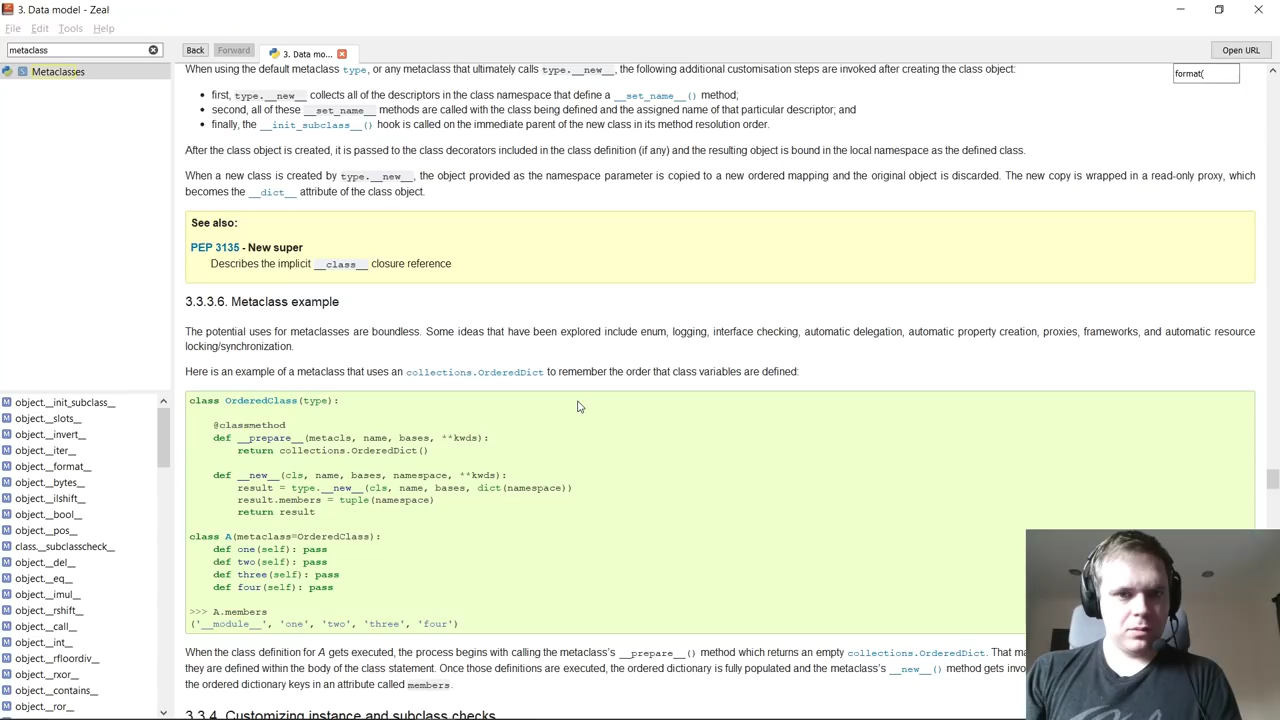 3. Data model - Zeal
File Edit Tools Help
metaclass
Back Forward 3. Data mo... Open URL
Metaclasses
format(
When using the default metaclass type, or any metaclass that ultimately calls type.__new__, the following additional customisation steps are invoked after creating the class object:
• first, type.__new__ collects all of the descriptors in the class namespace that define a __set_name__() method;
• second, all of these __set_name__ methods are called with the class being defined and the assigned name of that particular descriptor; and
• finally, the __init_subclass__() hook is called on the immediate parent of the new class in its method resolution order.
After the class object is created, it is passed to the class decorators included in the class definition (if any) and the resulting object is bound in the local namespace as the defined class.
When a new class is created by type.__new__, the object provided as the namespace parameter is copied to a new ordered mapping and the original object is discarded. The new copy is wrapped in a read-only proxy, which
becomes the __dict__ attribute of the class object.
See also:
PEP 3135 - New super
Describes the implicit __class__ closure reference
3.3.3.6. Metaclass example
The potential uses for metaclasses are boundless. Some ideas that have been explored include enum, logging, interface checking, automatic delegation, automatic property creation, proxies, frameworks, and automatic resource
locking/synchronization.
Here is an example of a metaclass that uses an collections.OrderedDict to remember the order that class variables are defined:
class OrderedClass(type):
@classmethod
def __prepare__(metacls, name, bases, **kwds):
return collections.OrderedDict()
def __new__(cls, name, bases, namespace, **kwds):
result = type.__new__(cls, name, bases, dict(namespace))
result.members = tuple(namespace)
return result
class A(metaclass=OrderedClass):
def one(self): pass
def two(self): pass
def three(self): pass
def four(self): pass
>>> A.members
('__module__', 'one', 'two', 'three', 'four')
When the class definition for A gets executed, the process begins with calling the metaclass's __prepare__() method which returns an empty collections.OrderedDict. That
they are defined within the body of the class statement. Once those definitions are executed, the ordered dictionary is fully populated and the metaclass's __new__() method gets
the ordered dictionary keys in an attribute called members.
3.3.4. Customizing instance and subclass checks
object.__init_subclass__
object.__slots__
object.__invert__
object.__iter__
object.__format__
object.__bytes__
object.__ilshift__
object.__bool__
object.__pos__
class.__subclasscheck__
object.__del__
object.__eq__
object.__imul__
object.__rshift__
object.__call__
object.__int__
object.__rfloordiv__
object.__rxor__
object.__contains__
object.__ror__